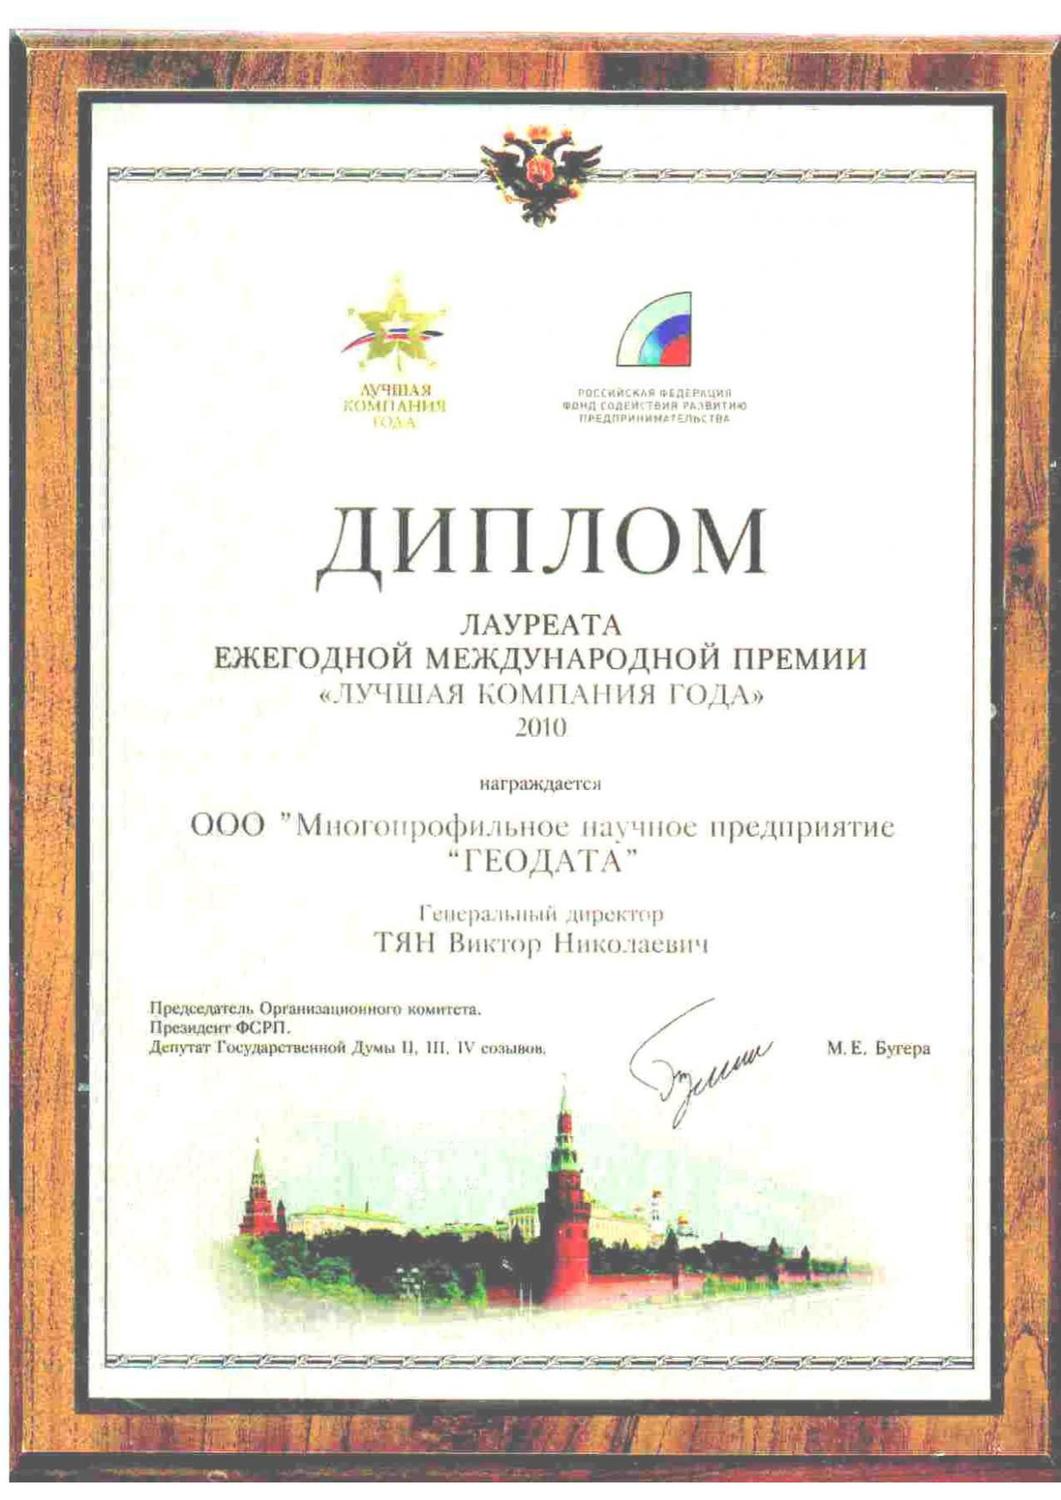 ЛУЧШАЯ
КОМПАНИЯ
ГОДА
РОССИЙСКАЯ ФЕДЕРАЦИЯ
ФОНД СОДЕЙСТВИЯ РАЗВИТИЮ
ПРЕДПРИНИМАТЕЛЬСТВА
ДИПЛОМ
ЛАУРЕАТА
ЕЖЕГОДНОЙ МЕЖДУНАРОДНОЙ ПРЕМИИ
«ЛУЧШАЯ КОМПАНИЯ ГОДА»
2010
награждается
ООО "Многопрофильное научное предприятие
“ГЕОДАТА”
Генеральный директор
ТЯН Виктор Николаевич
Председатель Организационного комитета.
Президент ФСРП.
Депутат Государственной Думы II, III, IV созывов.
М. Е. Бугера